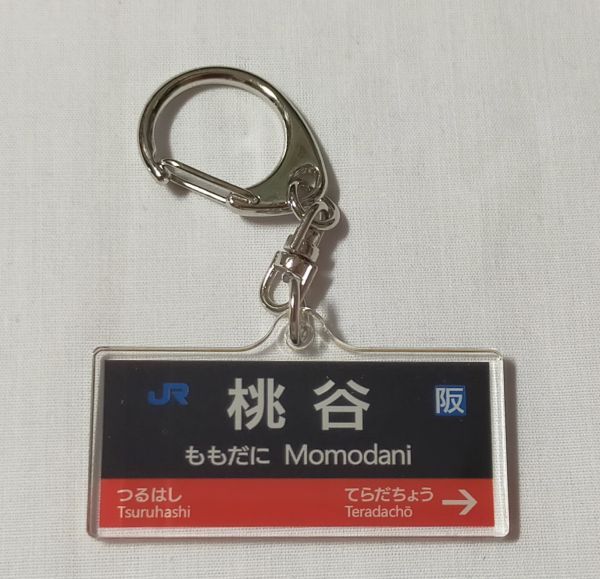 JR 桃谷 阪
ももだに Momodani
つるはし てらだちょう →
Tsuruhashi Teradachō